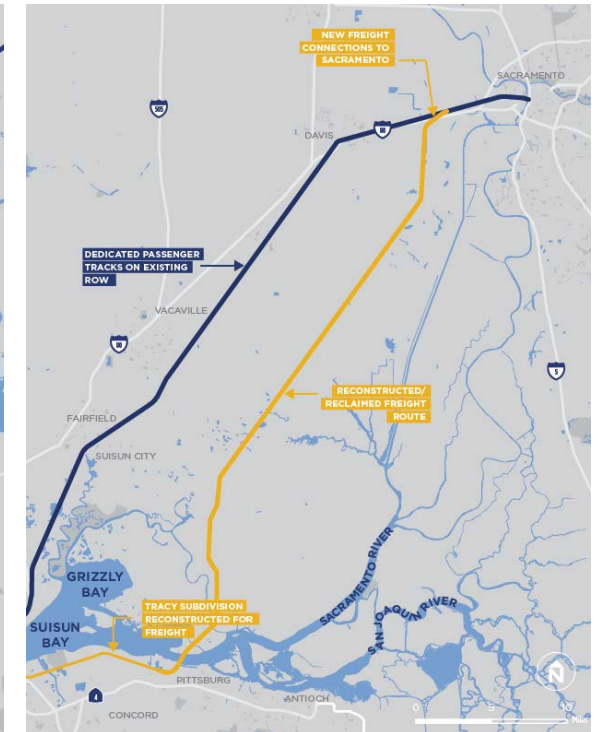 NEW FREIGHT
CONNECTIONS TO
SACRAMENTO
SACRAMENTO
505
DAVIS
80
DEDICATED PASSENGER
TRACKS ON EXISTING
ROW
VACAVILLE
80
5
RECONSTRUCTED/
RECLAIMED FREIGHT
ROUTE
FAIRFIELD
SUISUN CITY
GRIZZLY
BAY
SACRAMENTO RIVER
SAN JOAQUIN RIVER
TRACY SUBDIVISION
RECONSTRUCTED FOR
FREIGHT
SUISUN
BAY
PITTSBURG
4
ANTIOCH
CONCORD
N
0 5 10
Miles